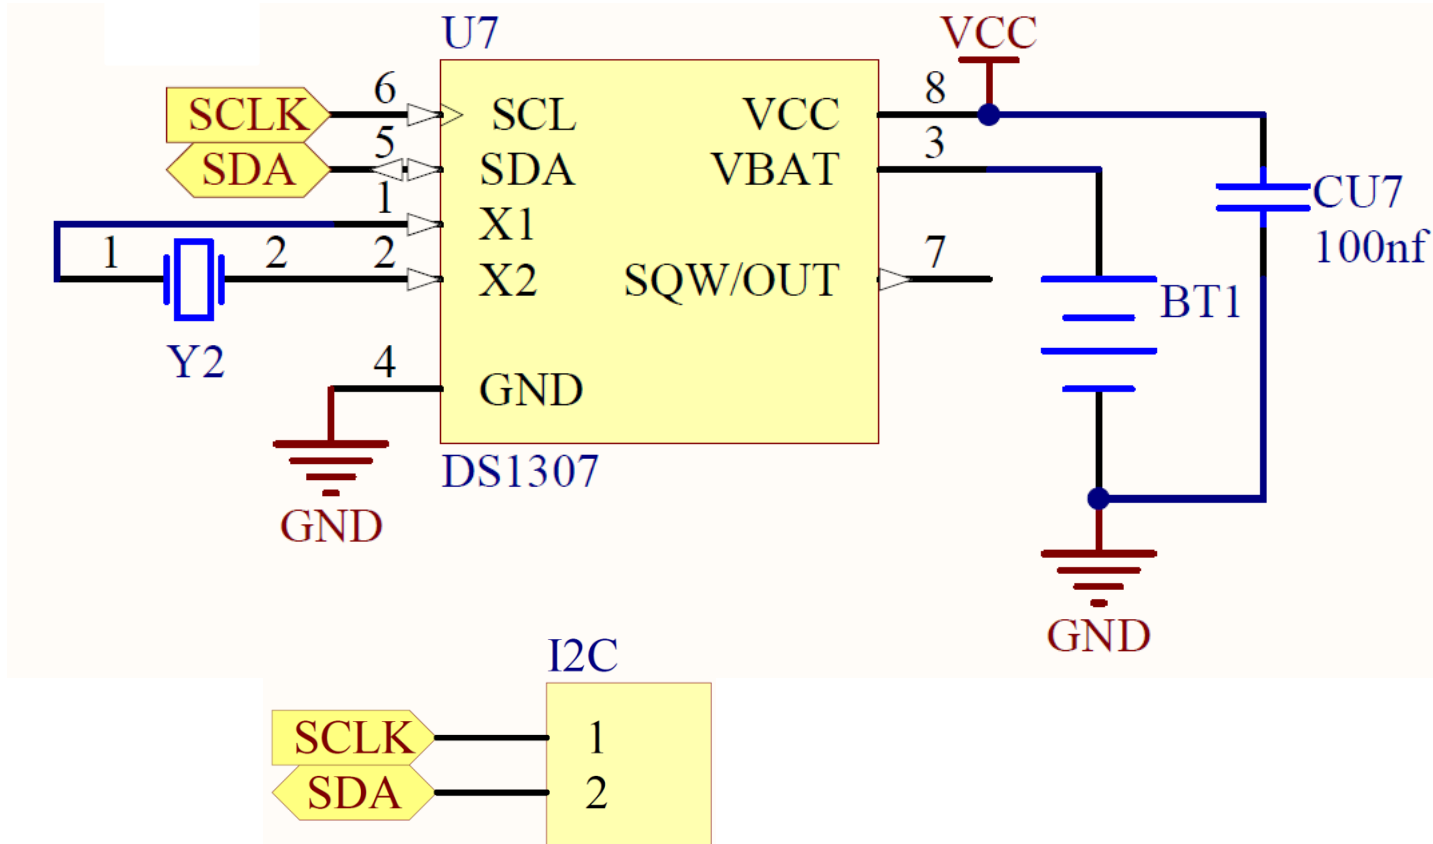 U7
VCC
SCLK 6 SCL VCC 8
SDA 5 SDA VBAT 3
1 X1
1 2 2 X2 SQW/OUT 7
CU7
100nf
BT1
Y2
4 GND
DS1307
GND
GND
I2C
SCLK 1
SDA 2